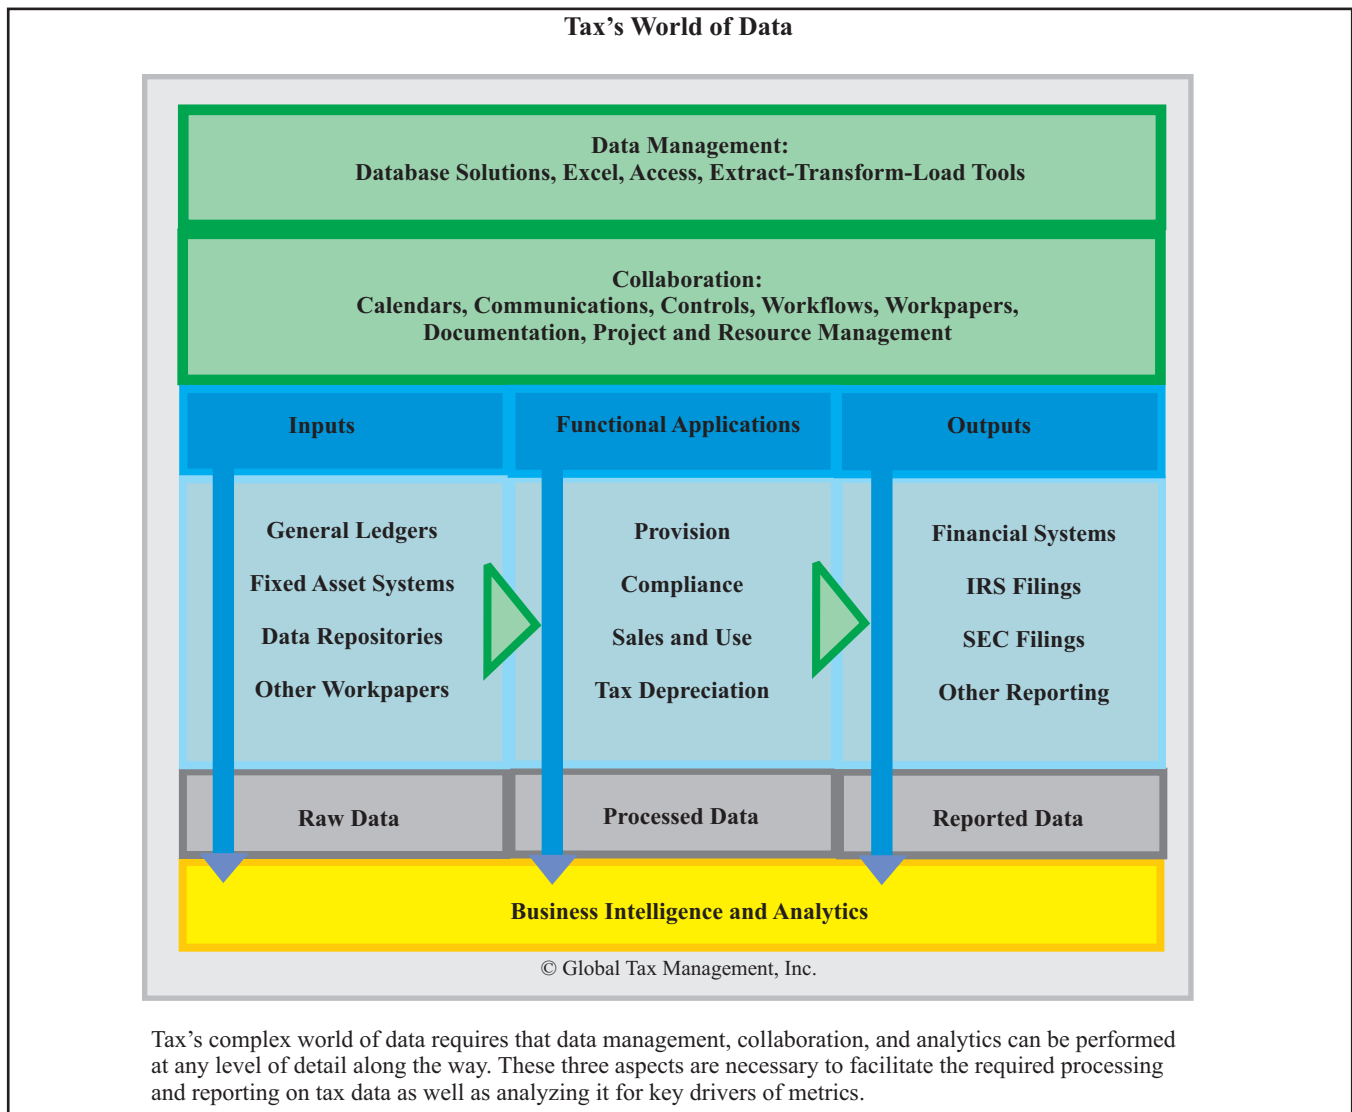 Tax’s World of Data
Data Management:
Database Solutions, Excel, Access, Extract-Transform-Load Tools
Collaboration:
Calendars, Communications, Controls, Workflows, Workpapers,
Documentation, Project and Resource Management
Inputs
Functional Applications
Outputs
General Ledgers
Fixed Asset Systems
Data Repositories
Other Workpapers
Provision
Compliance
Sales and Use
Tax Depreciation
Financial Systems
IRS Filings
SEC Filings
Other Reporting
Raw Data
Processed Data
Reported Data
Business Intelligence and Analytics
© Global Tax Management, Inc.
Tax’s complex world of data requires that data management, collaboration, and analytics can be performed
at any level of detail along the way. These three aspects are necessary to facilitate the required processing
and reporting on tax data as well as analyzing it for key drivers of metrics.